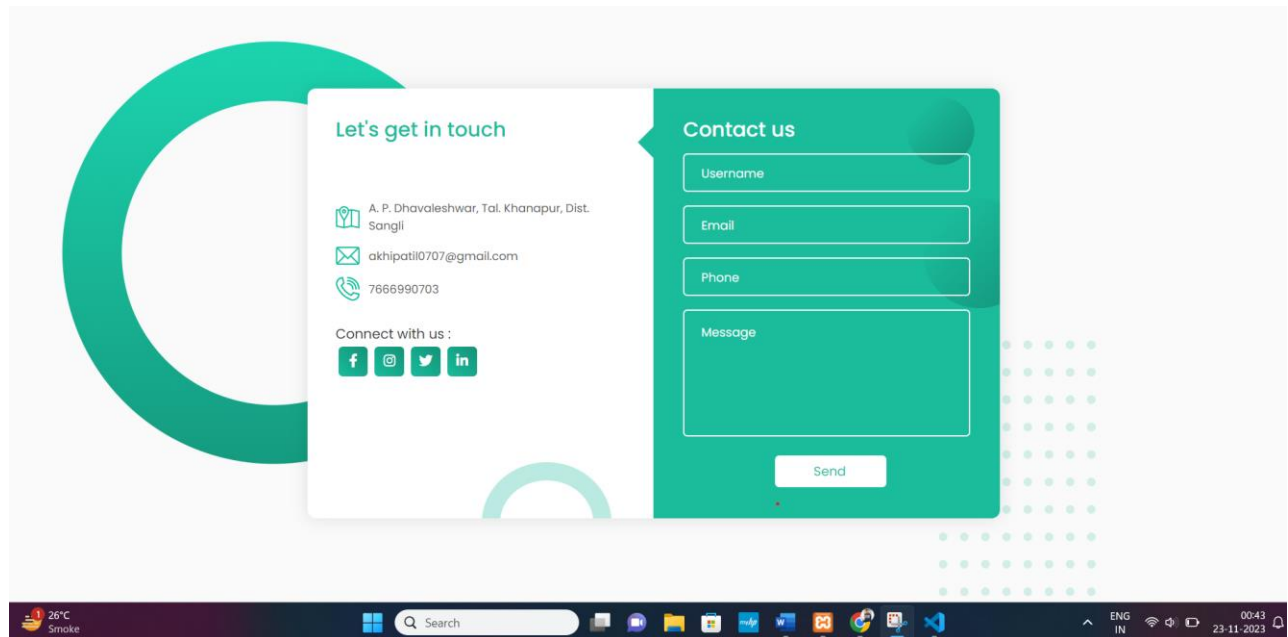 Let's get in touch
A. P. Dhavaleshwar, Tal. Khanapur, Dist.
Sangli
akhipatil0707@gmail.com
7666990703
Connect with us :
f
in
Contact us
Username
Email
Phone
Message
Send
1
26°C
Smoke
Search
W
ENG
IN
00:43
23-11-2023